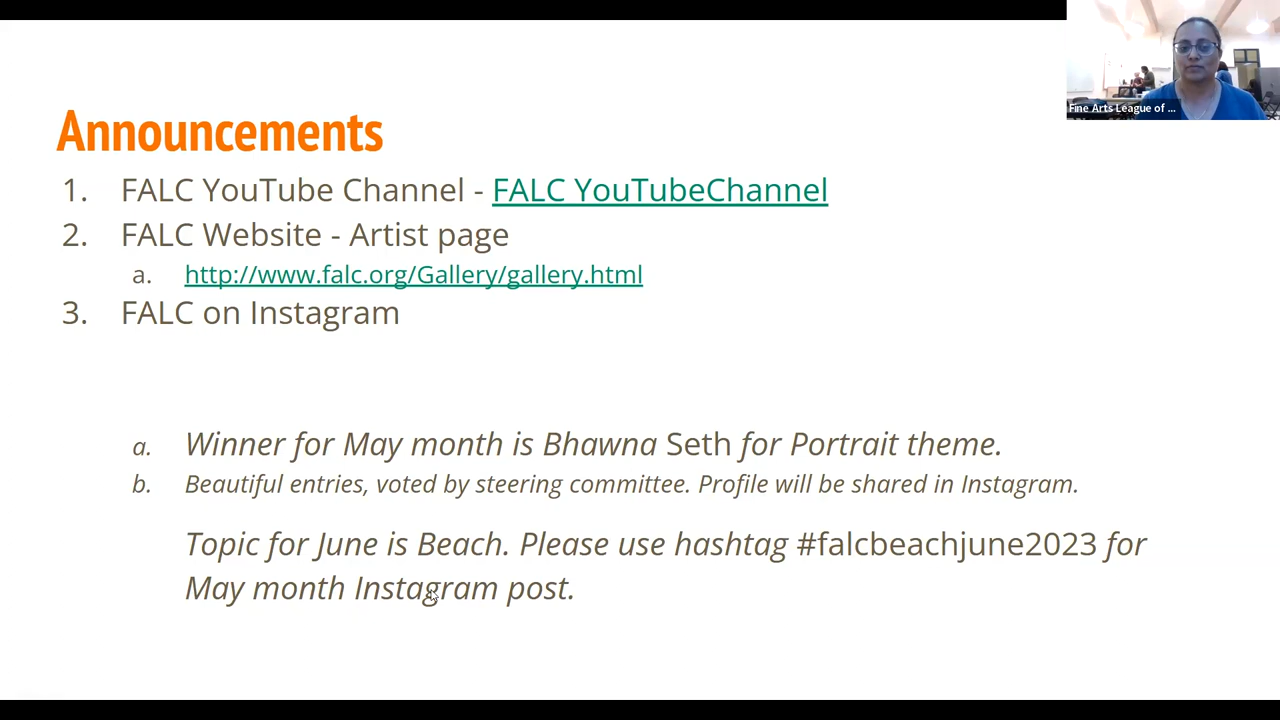 Fine Arts League of ...
Announcements
1. FALC YouTube Channel - FALC YouTubeChannel
2. FALC Website - Artist page
a. http://www.falc.org/Gallery/gallery.html
3. FALC on Instagram
a. Winner for May month is Bhawna Seth for Portrait theme.
b. Beautiful entries, voted by steering committee. Profile will be shared in Instagram.
Topic for June is Beach. Please use hashtag #falcbeachjune2023 for
May month Instagram post.